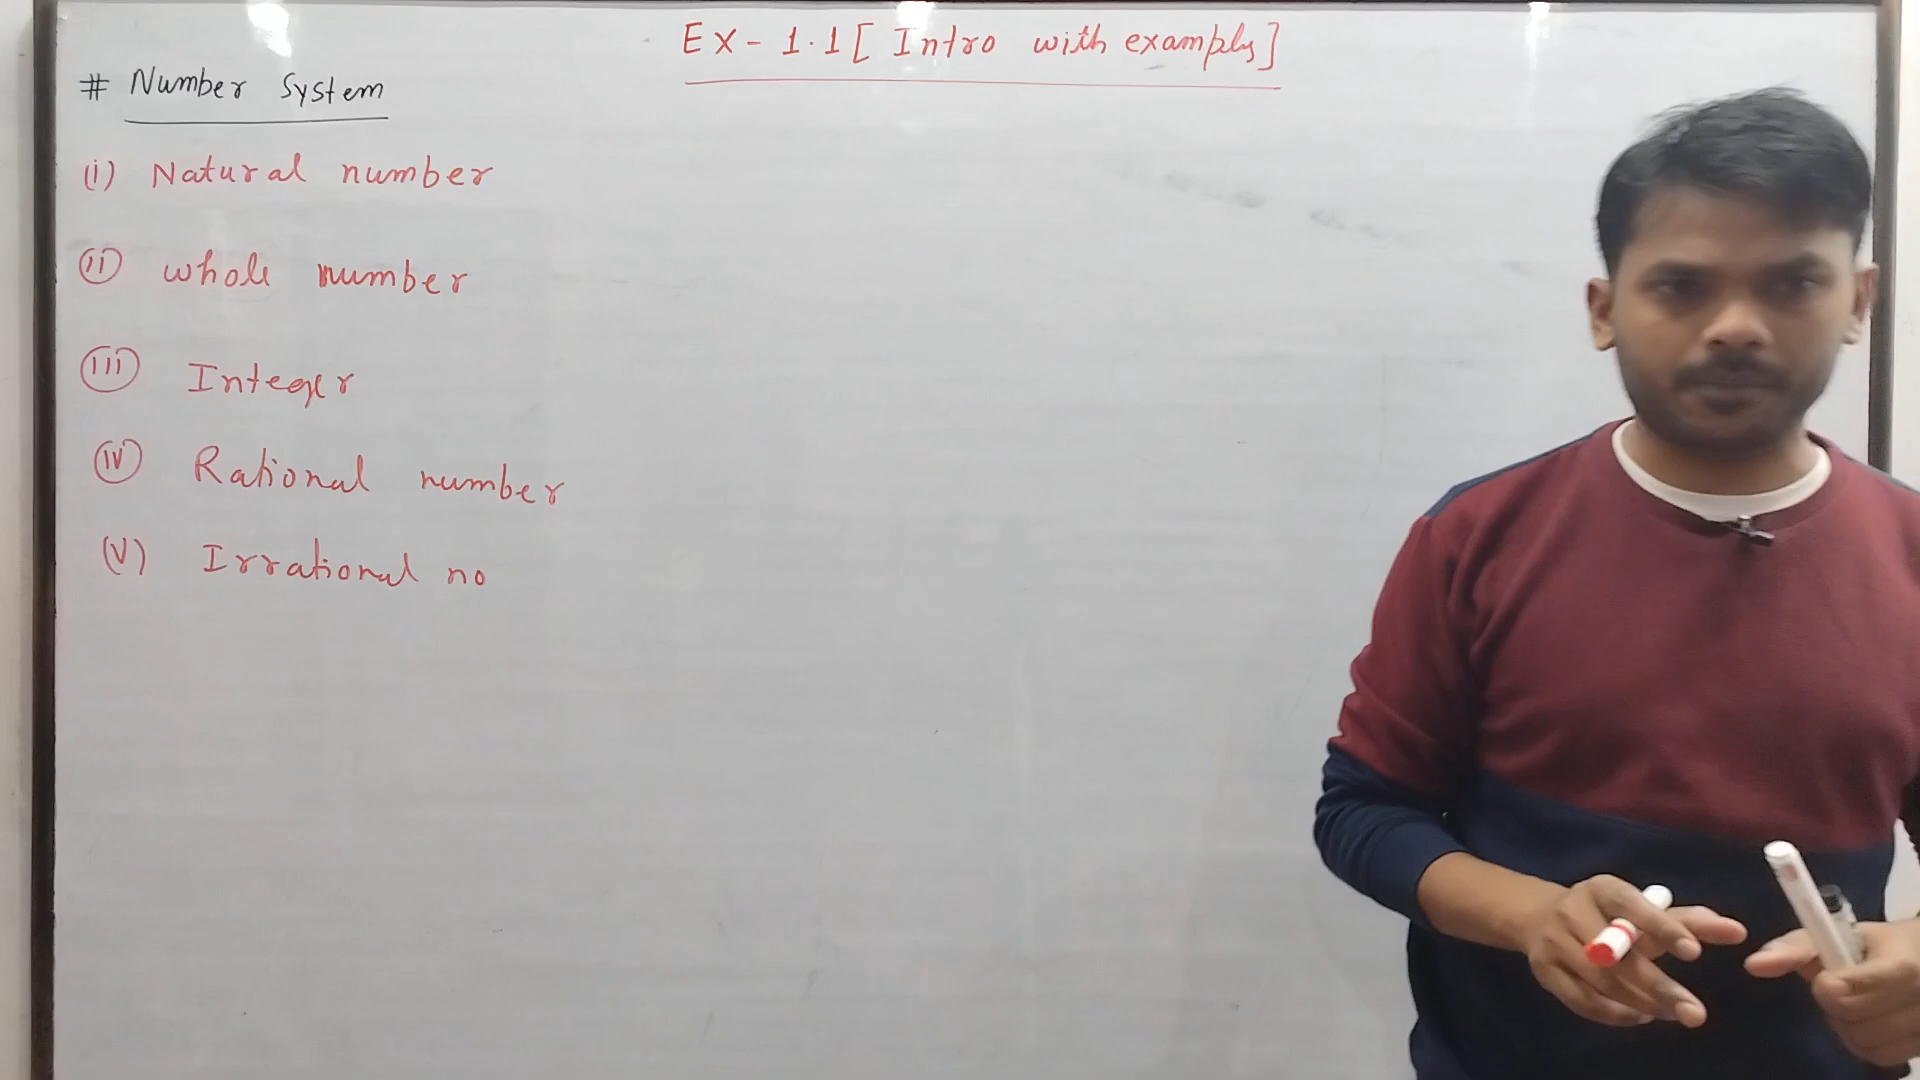 Ex - 1.1 [ Intro with examples]
# Number System
(i) Natural number
(ii) whole number
(iii) Integer
(iv) Rational number
(v) Irrational no